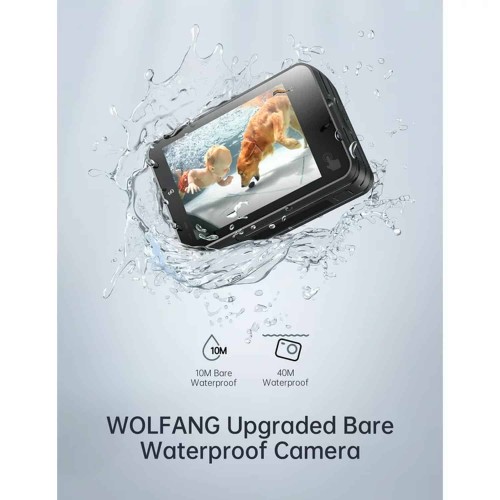 10M
10M Bare
Waterproof
40M
Waterproof
WOLFANG Upgraded Bare
Waterproof Camera